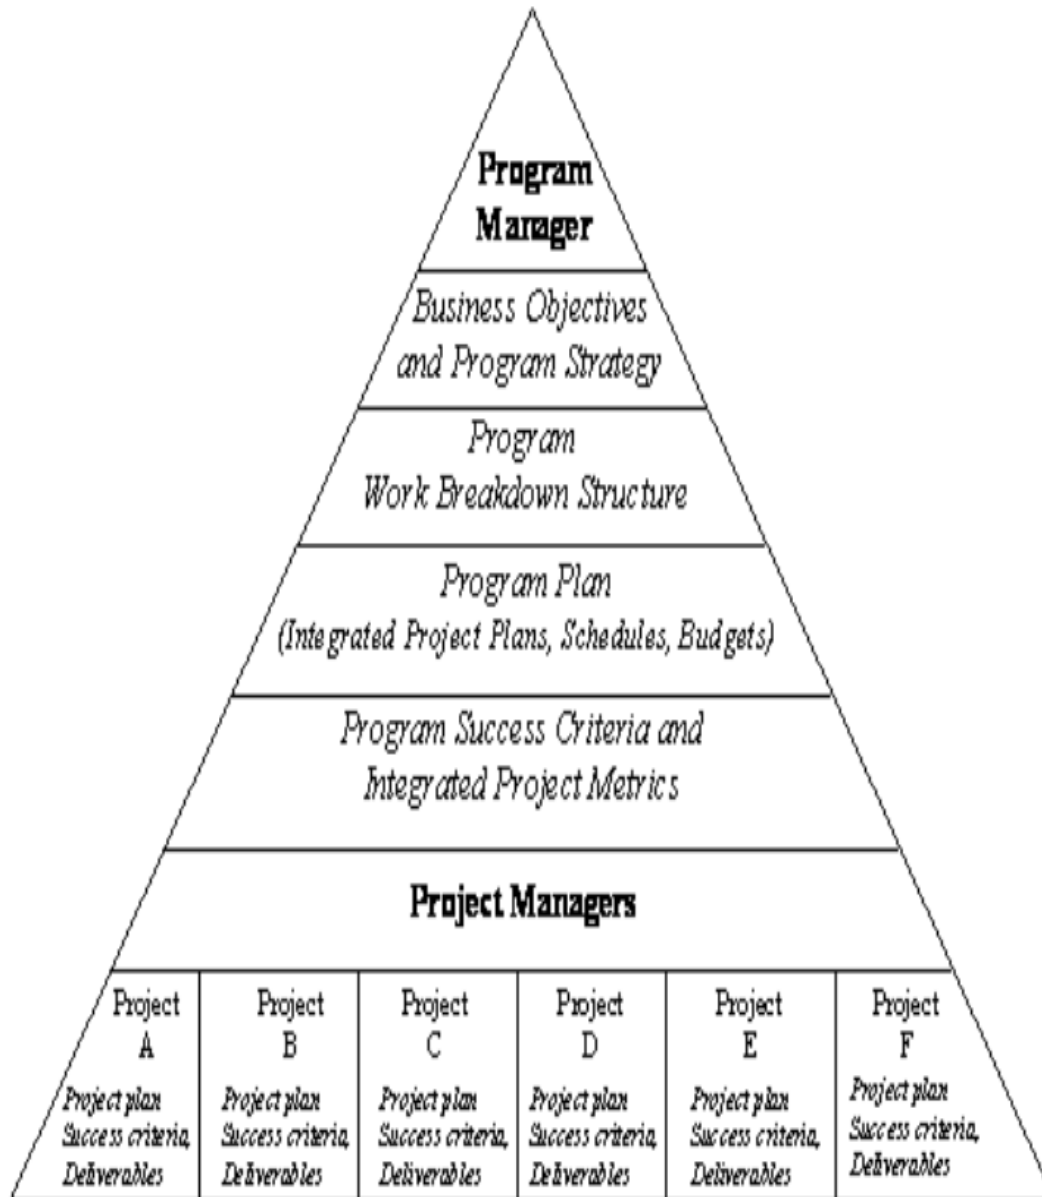 Program
Manager
Business Objectives
and Program Strategy
Program
Work Breakdown Structure
Program Plan
(Integrated Project Plans, Schedules, Budgets)
Program Success Criteria and
Integrated Project Metrics
Project Managers
Project
A
Project plan
Success criteria,
Deliverables
Project
B
Project plan
Success criteria,
Deliverables
Project
C
Project plan
Success criteria,
Deliverables
Project
D
Project plan
Success criteria,
Deliverables
Project
E
Project plan
Success criteria,
Deliverables
Project
F
Project plan
Success criteria,
Deliverables